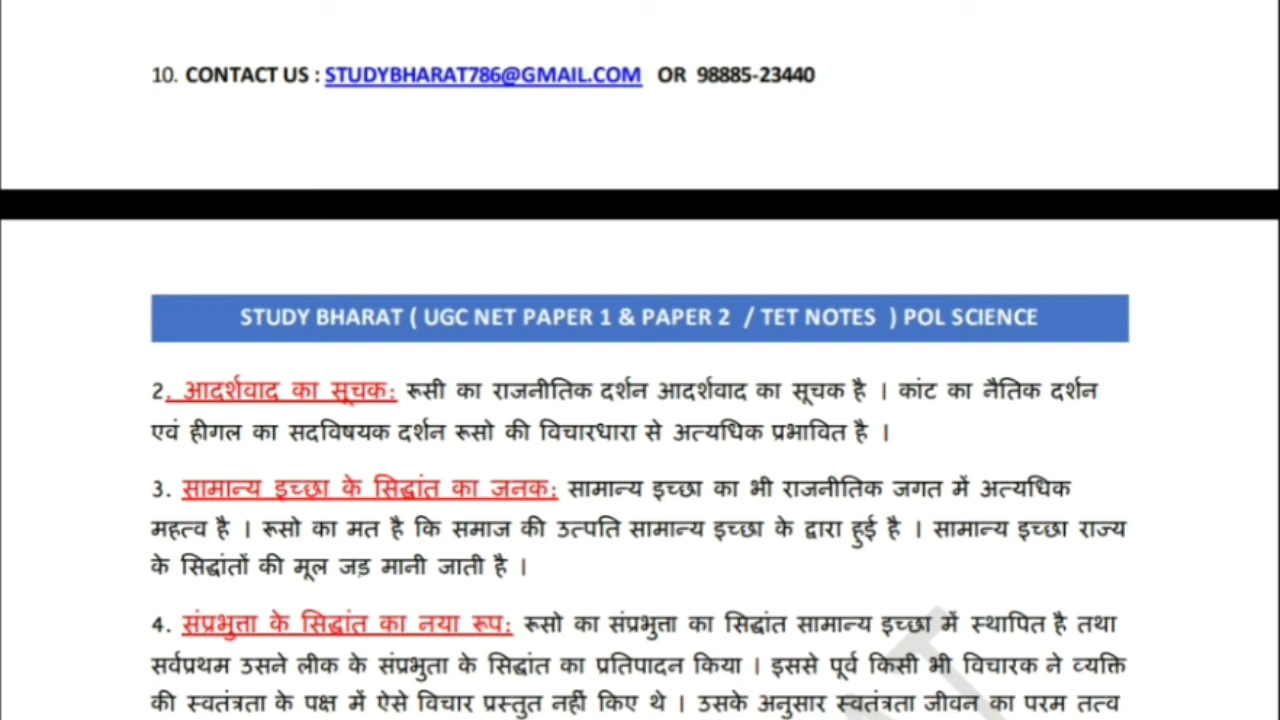 10. CONTACT US : STUDYBHARAT786@GMAIL.COM OR 98885-23440
STUDY BHARAT ( UGC NET PAPER 1 & PAPER 2 / TET NOTES ) POL SCIENCE
2. आदर्शवाद का सूचक: रूसी का राजनीतिक दर्शन आदर्शवाद का सूचक है । कांट का नैतिक दर्शन
एवं हीगल का सदविषयक दर्शन रूसो की विचारधारा से अत्यधिक प्रभावित है ।
3. सामान्य इच्छा के सिद्धांत का जनक: सामान्य इच्छा का भी राजनीतिक जगत में अत्यधिक
महत्व है । रूसो का मत है कि समाज की उत्पति सामान्य इच्छा के द्वारा हुई है । सामान्य इच्छा राज्य
के सिद्धांतों की मूल जड़ मानी जाती है ।
4. संप्रभुत्ता के सिद्धांत का नया रूप: रूसो का संप्रभुत्ता का सिद्धांत सामान्य इच्छा में स्थापित है तथा
सर्वप्रथम उसने लीक के संप्रभुता के सिद्धांत का प्रतिपादन किया । इससे पूर्व किसी भी विचारक ने व्यक्ति
की स्वतंत्रता के पक्ष में ऐसे विचार प्रस्तुत नहीं किए थे । उसके अनुसार स्वतंत्रता जीवन का परम तत्व